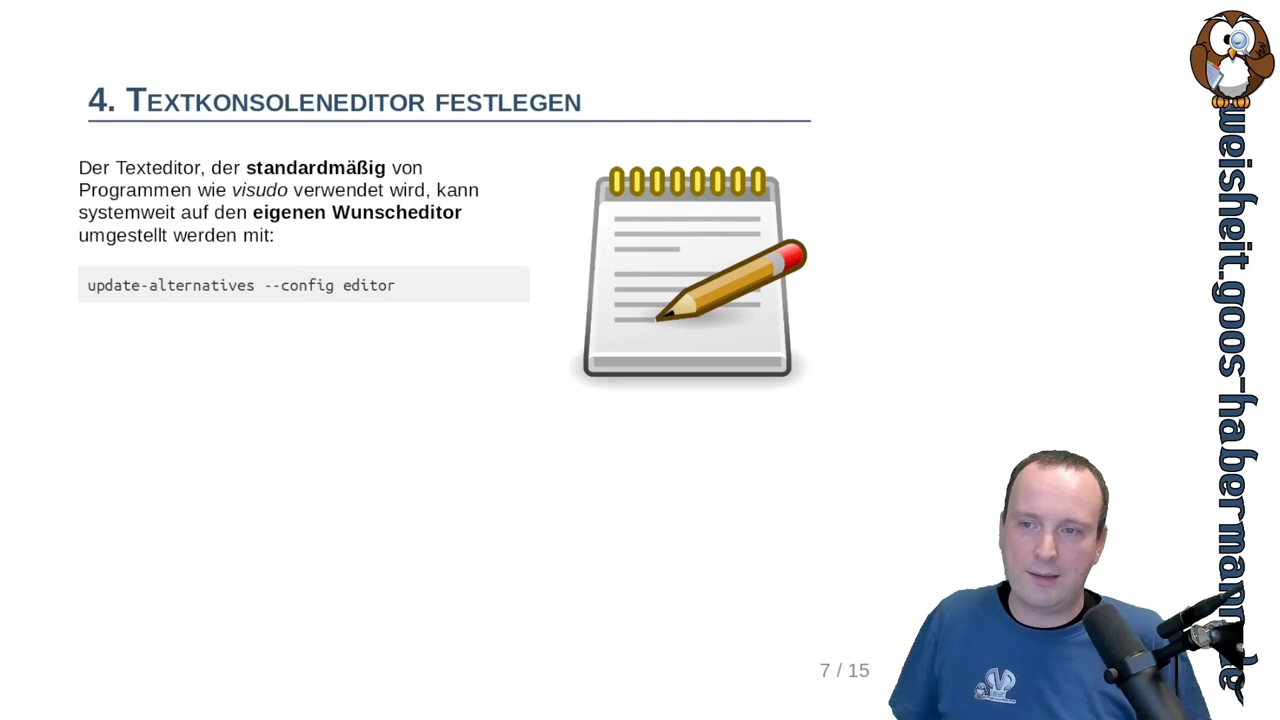 4. Textkonsoleneditor festlegen
Der Texteditor, der standardmäßig von
Programmen wie visudo verwendet wird, kann
systemweit auf den eigenen Wunscheditor
umgestellt werden mit:
update-alternatives --config editor
7 / 15
weisheit.goos-habermann.de